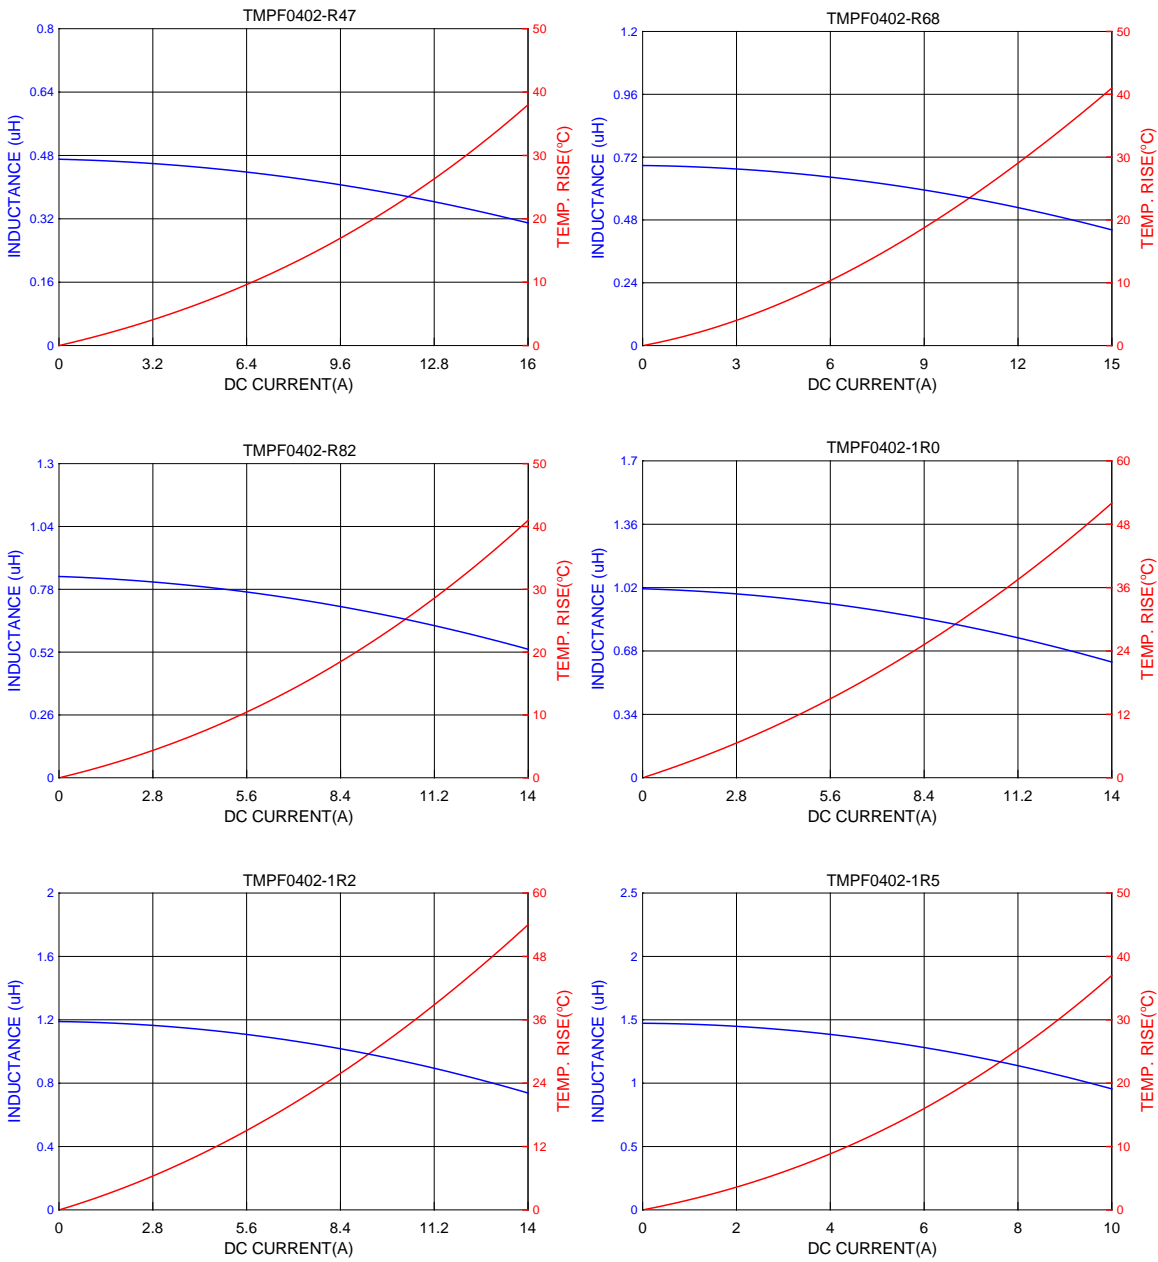 TMPF0402-R47
0.8
0.64
0.48
0.32
0.16
0
INDUCTANCE (uH)
50
40
30
20
10
0
TEMP. RISE(ºC)
0 3.2 6.4 9.6 12.8 16
DC CURRENT(A)
TMPF0402-R68
1.2
0.96
0.72
0.48
0.24
0
INDUCTANCE (uH)
50
40
30
20
10
0
TEMP. RISE(ºC)
0 3 6 9 12 15
DC CURRENT(A)
TMPF0402-R82
1.3
1.04
0.78
0.52
0.26
0
INDUCTANCE (uH)
50
40
30
20
10
0
TEMP. RISE(ºC)
0 2.8 5.6 8.4 11.2 14
DC CURRENT(A)
TMPF0402-1R0
1.7
1.36
1.02
0.68
0.34
0
INDUCTANCE (uH)
60
48
36
24
12
0
TEMP. RISE(ºC)
0 2.8 5.6 8.4 11.2 14
DC CURRENT(A)
TMPF0402-1R2
2
1.6
1.2
0.8
0.4
0
INDUCTANCE (uH)
60
48
36
24
12
0
TEMP. RISE(ºC)
0 2.8 5.6 8.4 11.2 14
DC CURRENT(A)
TMPF0402-1R5
2.5
2
1.5
1
0.5
0
INDUCTANCE (uH)
50
40
30
20
10
0
TEMP. RISE(ºC)
0 2 4 6 8 10
DC CURRENT(A)